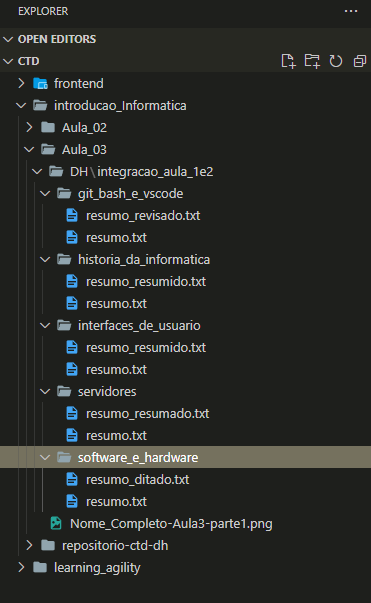 EXPLORER
OPEN EDITORS
CTD
frontend
introducao_Informatica
Aula_02
Aula_03
DH\integracao_aula_1e2
git_bash_e_vscode
resumo_revisado.txt
resumo.txt
historia_da_informatica
resumo_resumido.txt
resumo.txt
interfaces_de_usuario
resumo_resumido.txt
resumo.txt
servidores
resumo_resumado.txt
resumo.txt
software_e_hardware
resumo_ditado.txt
resumo.txt
Nome_Completo-Aula3-parte1.png
repositorio-ctd-dh
learning_agility